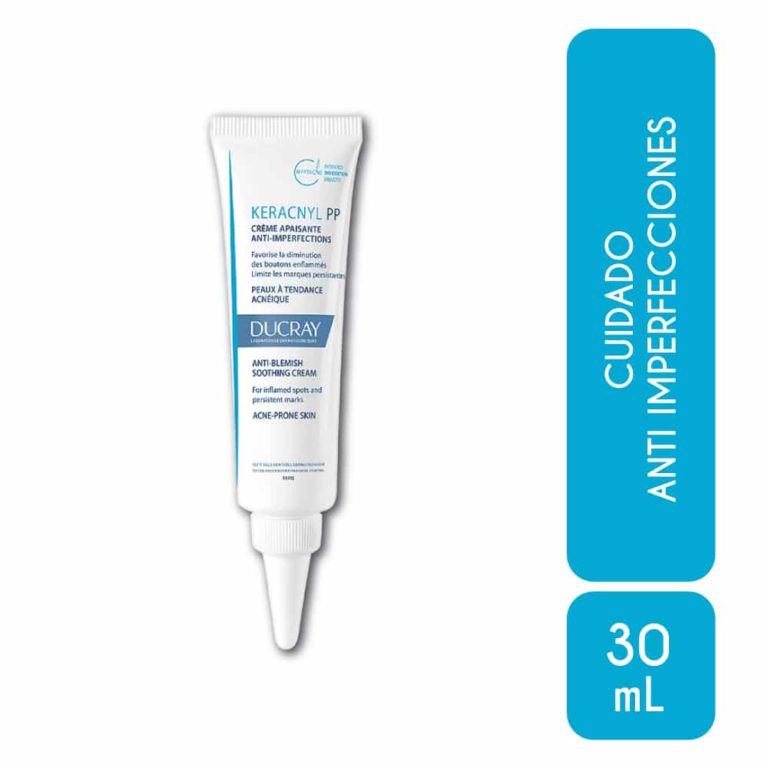 KERACNYL PP
CRÈME APAISANTE
ANTI-IMPERFECTIONS
Favorise la diminution
des boutons enflammés
Limite les marques persistantes
PEAUX À TENDANCE
ACNÉIQUE
DUCRAY
ANTI-BLEMISH
SOOTHING CREAM
For inflamed spots and
persistent marks
ACNE-PRONE SKIN
CUIDADO
ANTI IMPERFECCIONES
30
mL